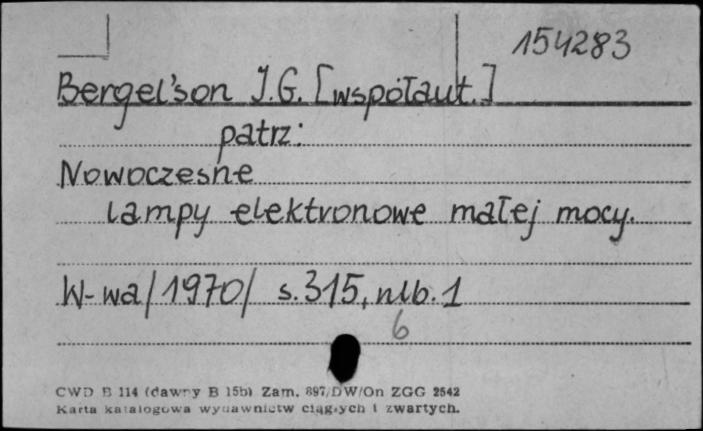 154283
Bergel'son J.G. [współaut.]
patrz:
Nowoczesne
lampy elektronowe małej mocy.
W-wa /1970/ s. 315, nlb. 1
6
CWD B 114 (dawny B 15b) Zam. 897/DW/On ZGG 2542
Karta katalogowa wydawnictw ciągłych i zwartych.